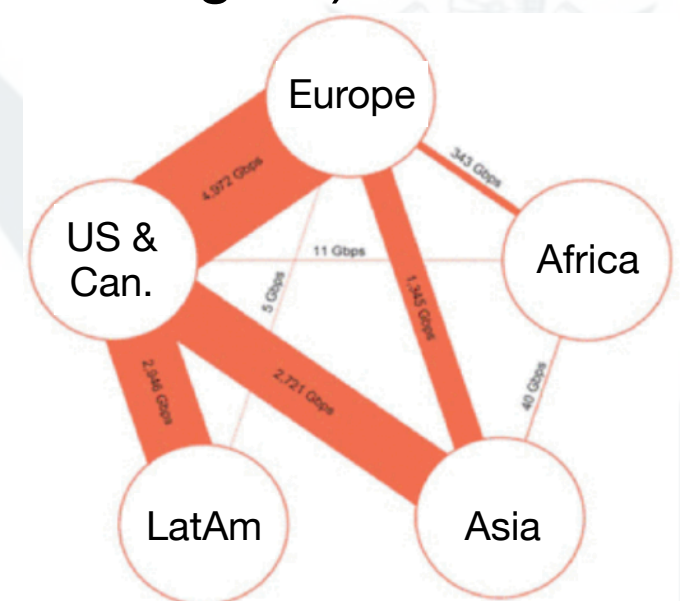 Europe
4,972 Gbps
343 Gbps
US &
Can.
11 Gbps
Africa
5 Gbps
1,345 Gbps
2,946 Gbps
2,721 Gbps
40 Gbps
LatAm
Asia